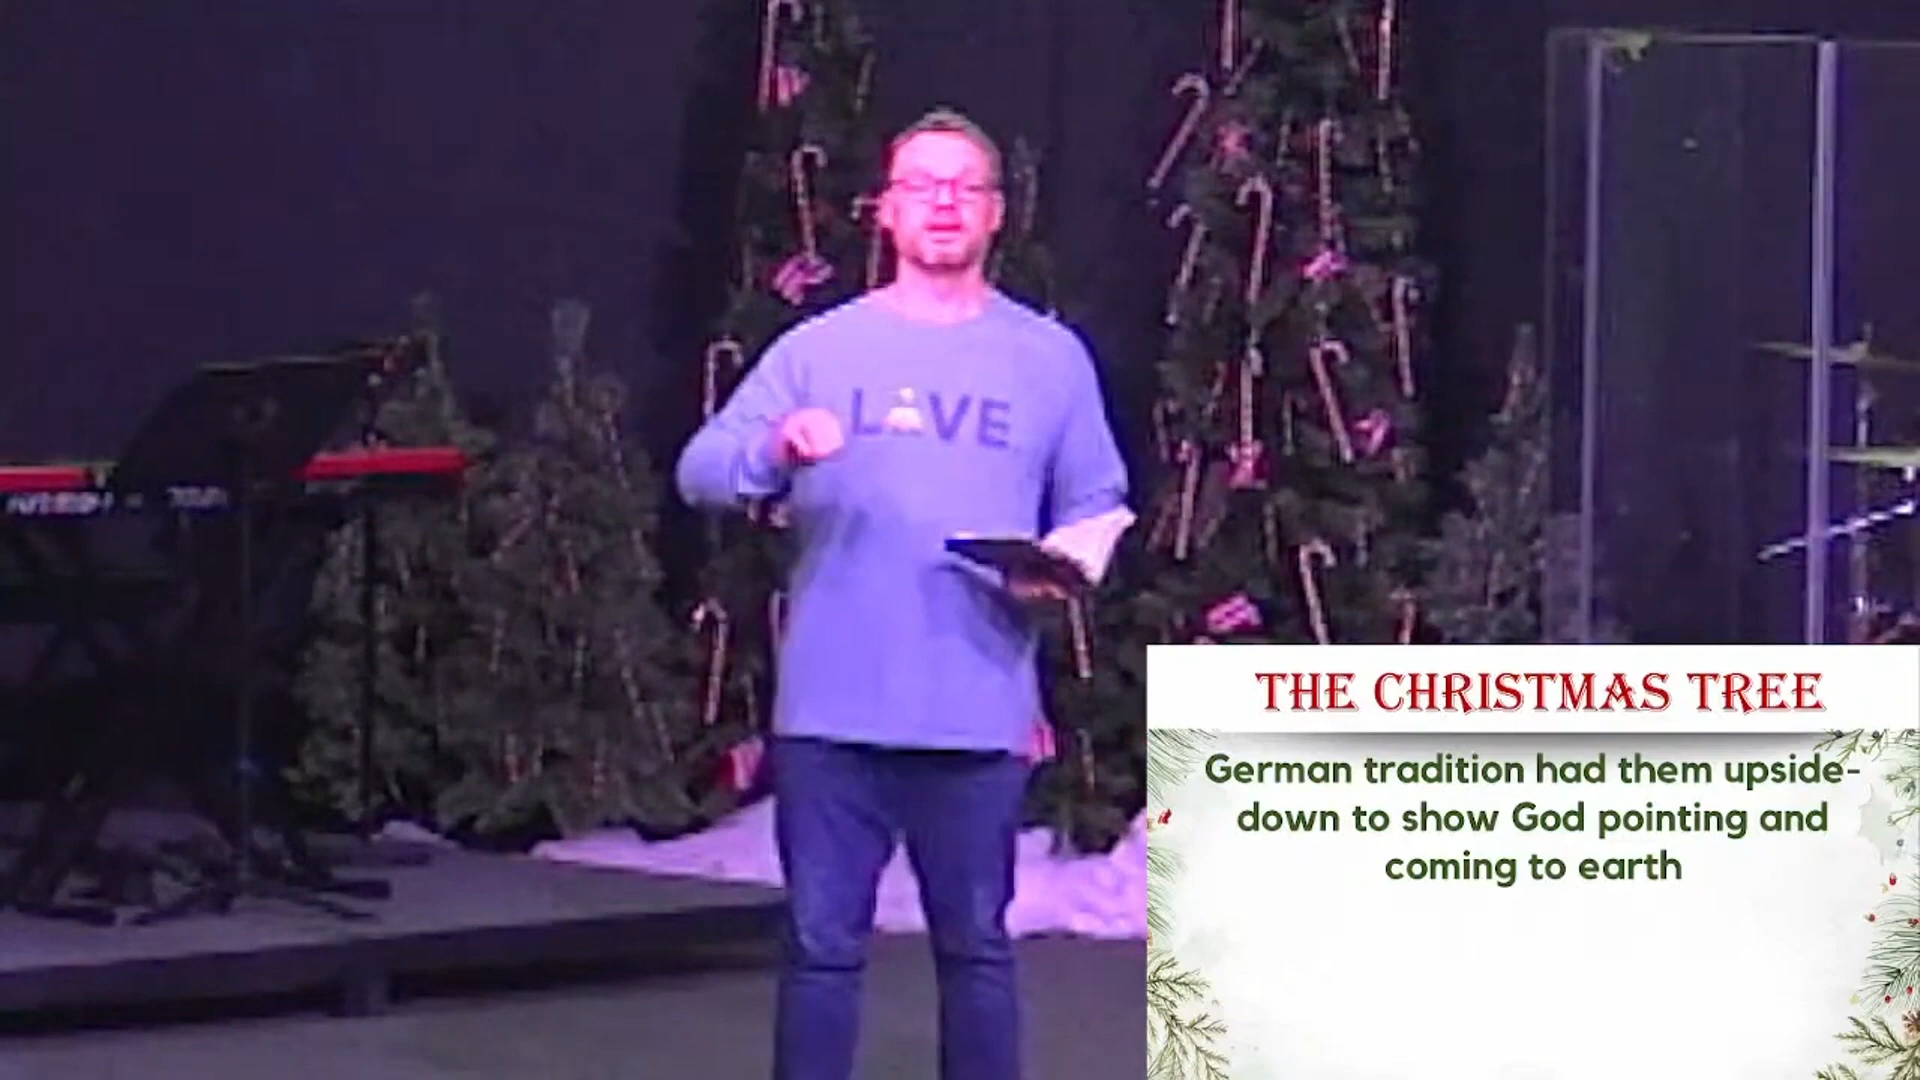 LOVE
THE CHRISTMAS TREE
German tradition had them upside-
down to show God pointing and
coming to earth